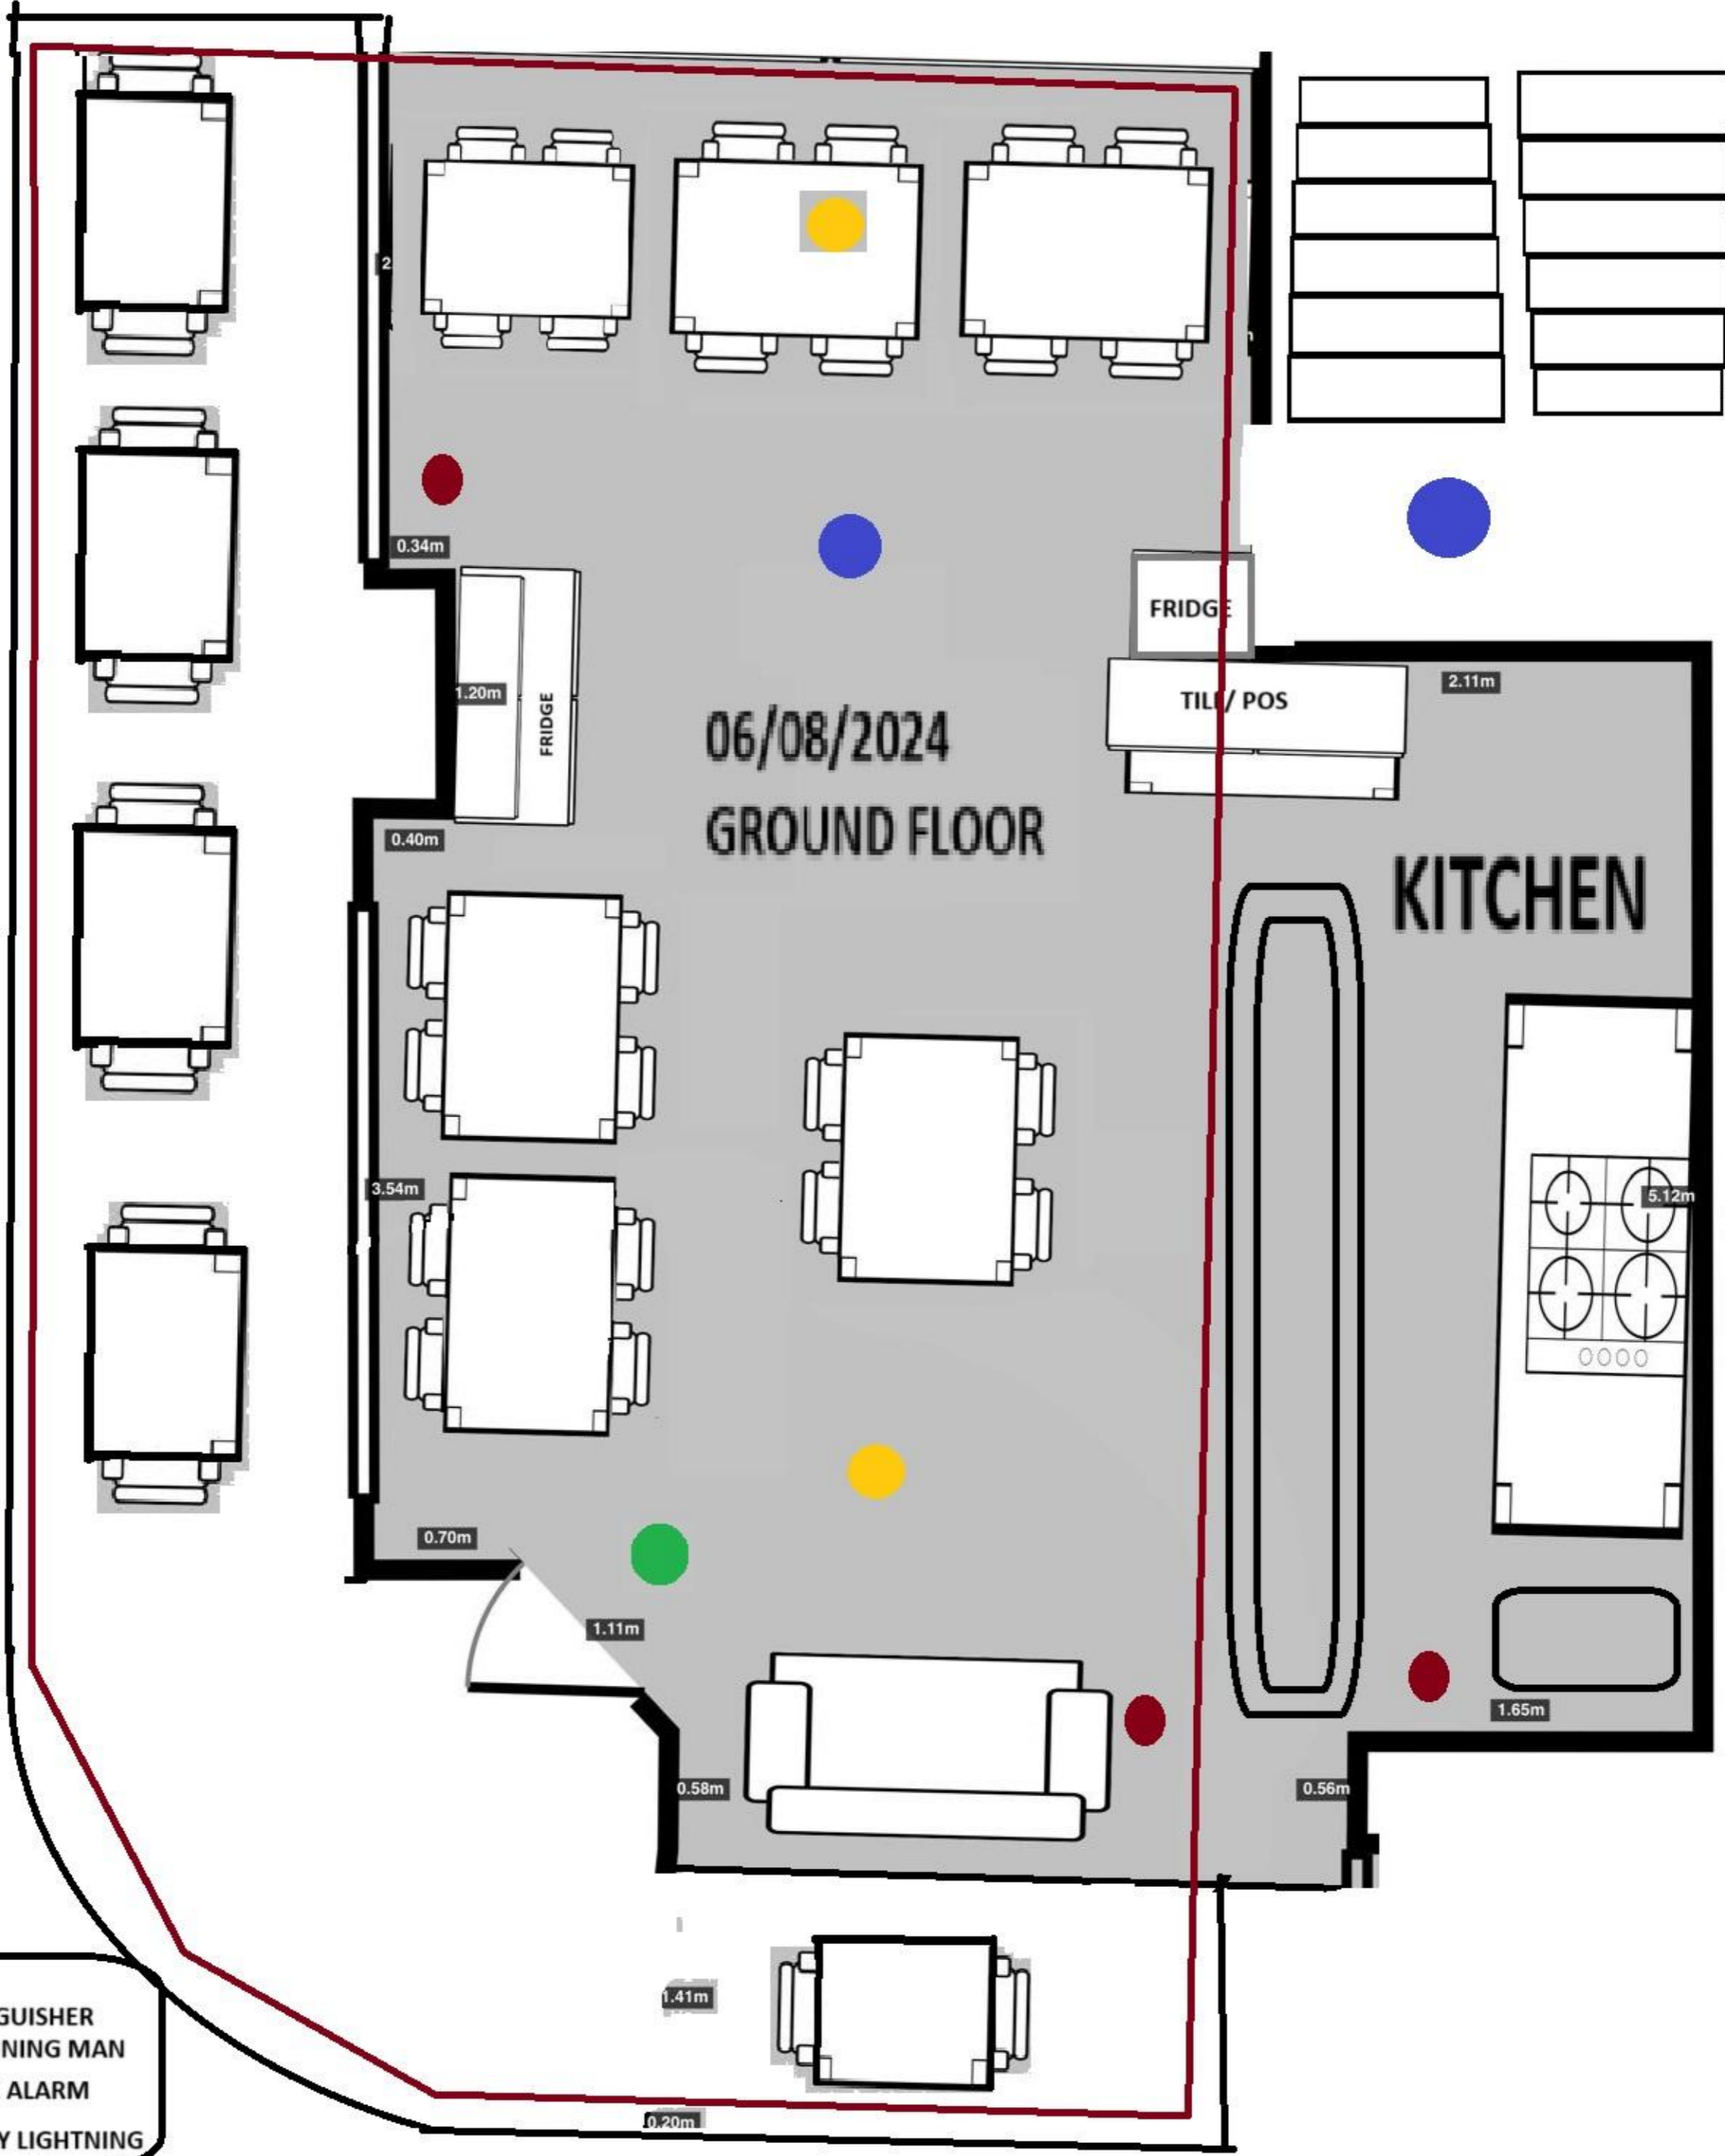 2
0.34m
FRIDGE
1.20m
FRIDGE
TILL/ POS
2.11m
06/08/2024
GROUND FLOOR
0.40m
KITCHEN
3.54m
5.12m
0.70m
1.11m
1.65m
0.58m
0.56m
1.41m
0.20m
GUISHER
NING MAN
ALARM
Y LIGHTNING